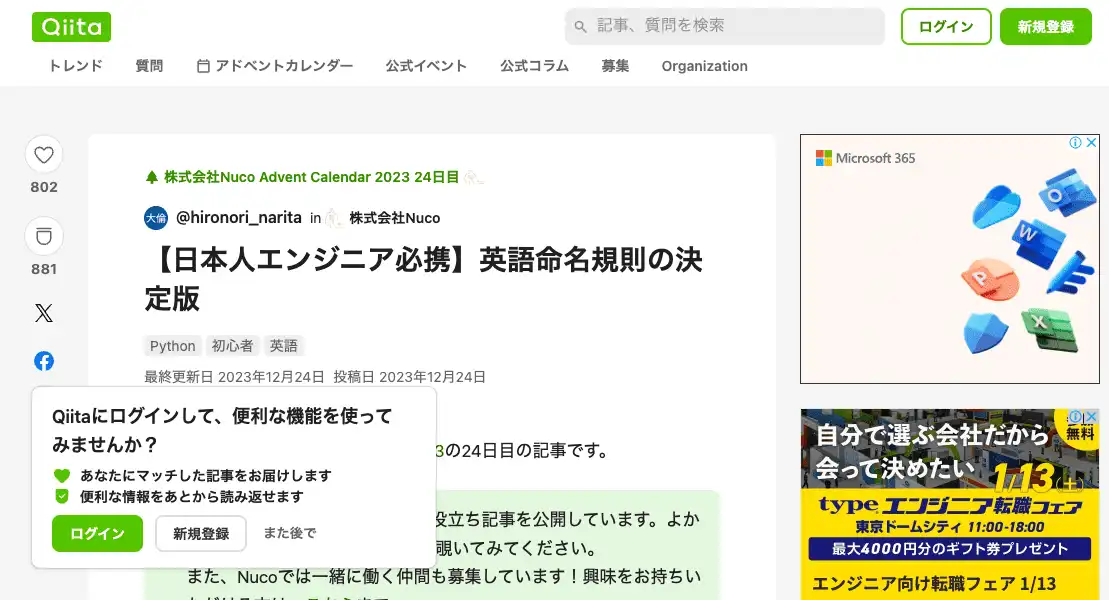 Qiita
記事、質問を検索
ログイン
新規登録
トレンド
質問
アドベントカレンダー
公式イベント
公式コラム
募集
Organization
802
881
株式会社Nuco Advent Calendar 2023 24日目
大倫
@hironori_narita in 株式会社Nuco
【日本人エンジニア必携】英語命名規則の決
定版
Python 初心者 英語
最終更新日 2023年12月24日 投稿日 2023年12月24日
3の24日目の記事です。
役立ち記事を公開しています。よか
覗いてみてください。
また、Nucoでは一緒に働く仲間も募集しています！興味をお持ちい
Qiitaにログインして、便利な機能を使って
みませんか？
あなたにマッチした記事をお届けします
便利な情報をあとから読み返せます
ログイン
新規登録
また後で
Microsoft 365
自分で選ぶ会社だから
会って決めたい
無料
1/13(土)
type エンジニア転職フェア
東京ドームシティ 11:00-18:00
最大4000円分のギフト券プレゼント
エンジニア向け転職フェア 1/13